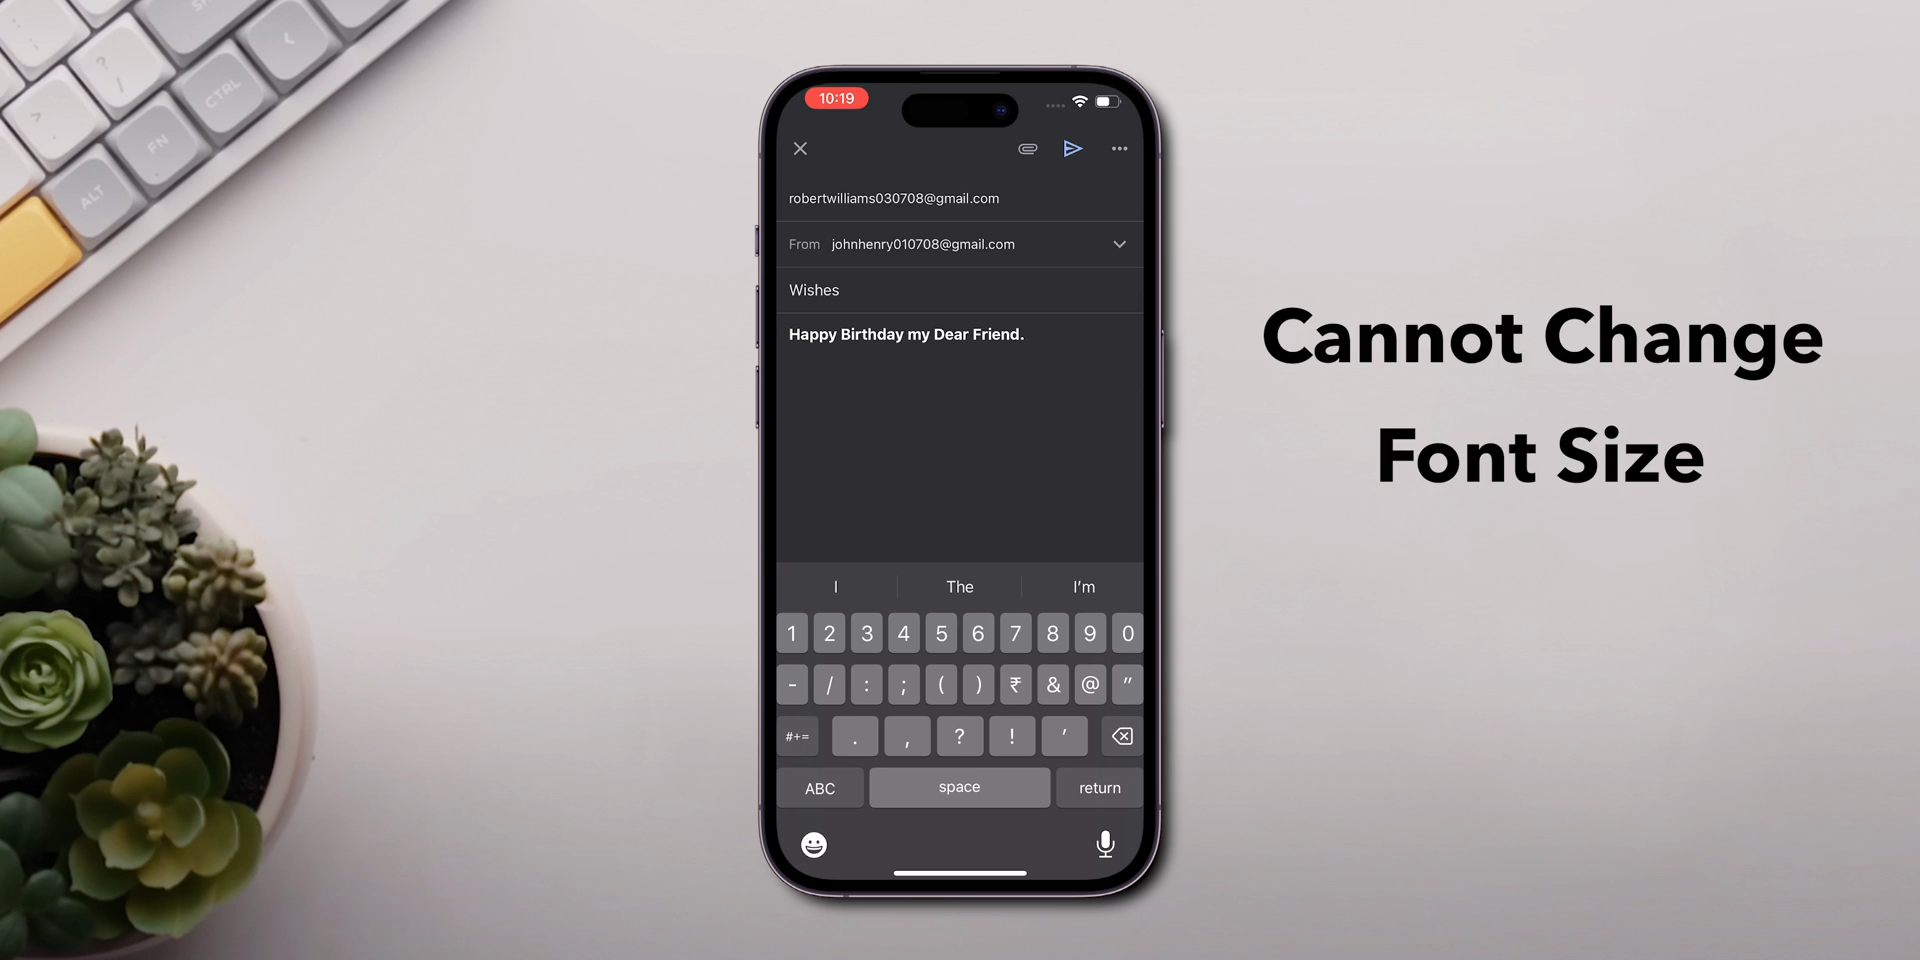 ?
/
>
.
CTRL
FN
ALT
10:19
robertwilliams030708@gmail.com
From johnhenry010708@gmail.com
Wishes
Happy Birthday my Dear Friend.
I The I'm
1 2 3 4 5 6 7 8 9 0
- / : ; ( ) ₹ & @ "
#+= . , ? ! '
ABC space return
Cannot Change
Font Size